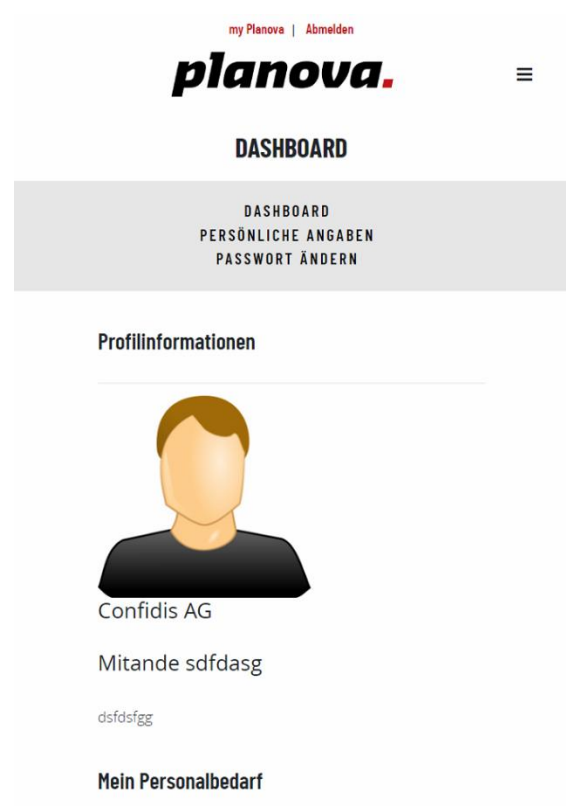 my Planova | Abmelden
planova.
DASHBOARD
DASHBOARD
PERSÖNLICHE ANGABEN
PASSWORT ÄNDERN
Profilinformationen
Confidis AG
Mitande sdfdasg
dsfdsfgg
Mein Personalbedarf